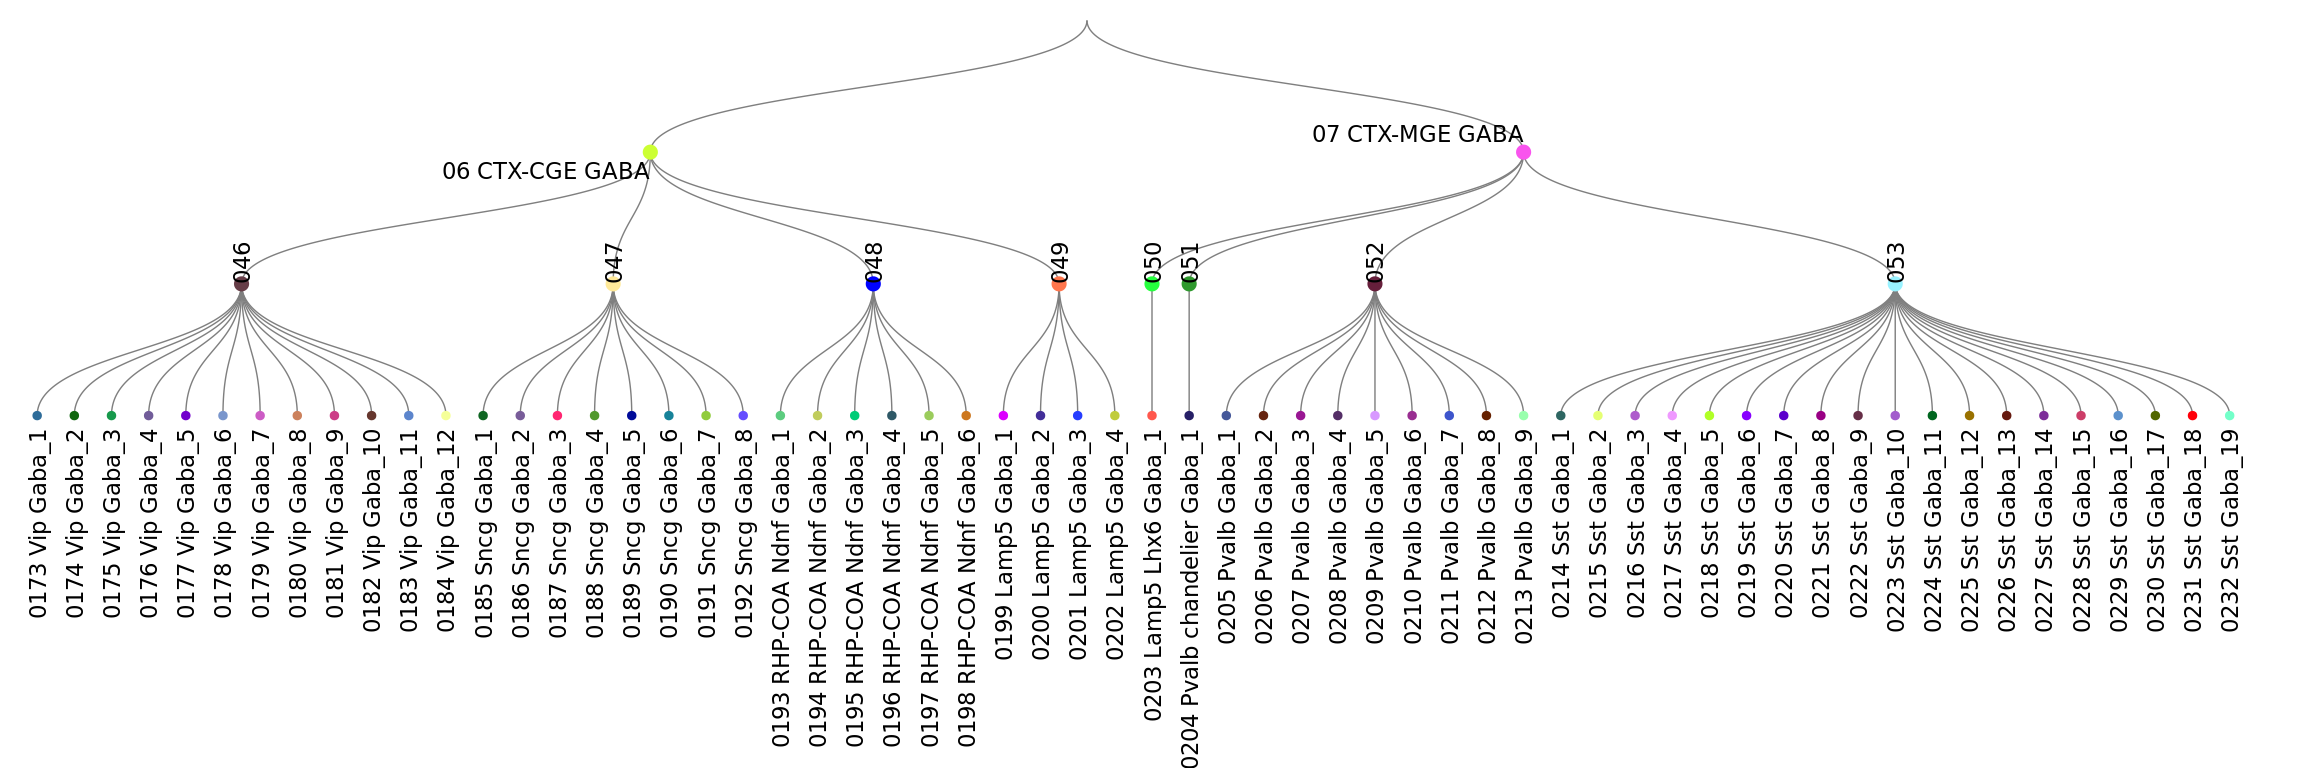 07 CTX-MGE GABA
06 CTX-CGE GABA
046
047
048
049
050
051
052
053
0173 Vip Gaba_1
0174 Vip Gaba_2
0175 Vip Gaba_3
0176 Vip Gaba_4
0177 Vip Gaba_5
0178 Vip Gaba_6
0179 Vip Gaba_7
0180 Vip Gaba_8
0181 Vip Gaba_9
0182 Vip Gaba_10
0183 Vip Gaba_11
0184 Vip Gaba_12
0185 Sncg Gaba_1
0186 Sncg Gaba_2
0187 Sncg Gaba_3
0188 Sncg Gaba_4
0189 Sncg Gaba_5
0190 Sncg Gaba_6
0191 Sncg Gaba_7
0192 Sncg Gaba_8
0193 RHP-COA Ndnf Gaba_1
0194 RHP-COA Ndnf Gaba_2
0195 RHP-COA Ndnf Gaba_3
0196 RHP-COA Ndnf Gaba_4
0197 RHP-COA Ndnf Gaba_5
0198 RHP-COA Ndnf Gaba_6
0199 Lamp5 Gaba_1
0200 Lamp5 Gaba_2
0201 Lamp5 Gaba_3
0202 Lamp5 Gaba_4
0203 Lamp5 Lhx6 Gaba_1
0204 Pvalb chandelier Gaba_1
0205 Pvalb Gaba_1
0206 Pvalb Gaba_2
0207 Pvalb Gaba_3
0208 Pvalb Gaba_4
0209 Pvalb Gaba_5
0210 Pvalb Gaba_6
0211 Pvalb Gaba_7
0212 Pvalb Gaba_8
0213 Pvalb Gaba_9
0214 Sst Gaba_1
0215 Sst Gaba_2
0216 Sst Gaba_3
0217 Sst Gaba_4
0218 Sst Gaba_5
0219 Sst Gaba_6
0220 Sst Gaba_7
0221 Sst Gaba_8
0222 Sst Gaba_9
0223 Sst Gaba_10
0224 Sst Gaba_11
0225 Sst Gaba_12
0226 Sst Gaba_13
0227 Sst Gaba_14
0228 Sst Gaba_15
0229 Sst Gaba_16
0230 Sst Gaba_17
0231 Sst Gaba_18
0232 Sst Gaba_19